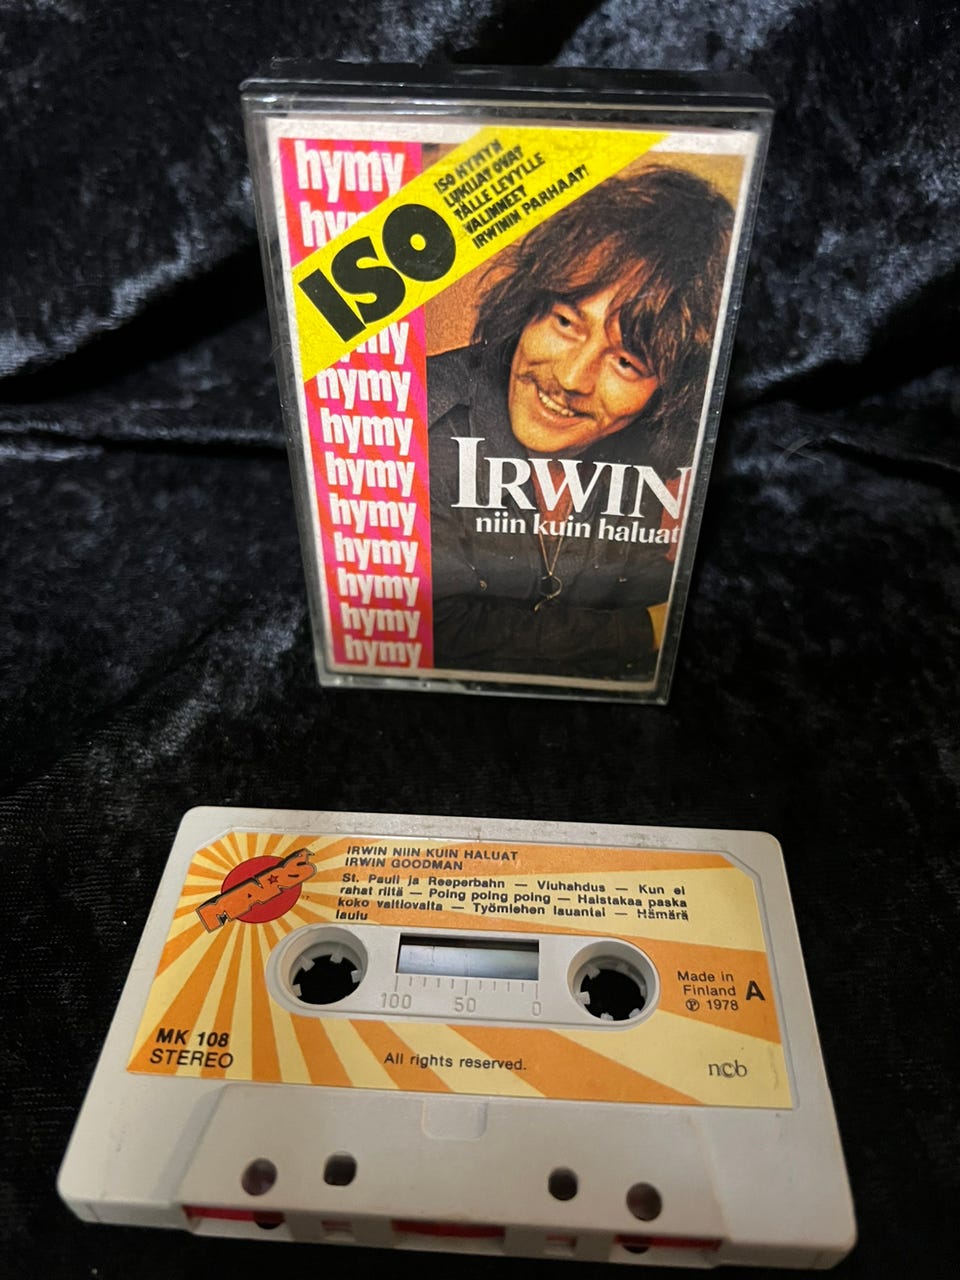 hymy
hymy
ISO
ISO HYMYN
LUKIJAT OVAT
TÄLLE LEVYLLE
VALINNEET
IRWININ PARHAAT!
hymy
hymy
hymy
hymy
hymy
hymy
hymy
hymy
hymy
IRWIN
niin kuin haluat
MARS
IRWIN NIIN KUIN HALUAT
IRWIN GOODMAN
St. Pauli ja Reeperbahn — Viuhahdus — Kun ei
rahat riitä — Poing poing poing — Haistakaa paska
koko valtiovalta — Työmiehen lauantai — Hämärä
laulu
100 50 0
Made in
Finland A
℗ 1978
MK 108
STEREO
All rights reserved.
ncb